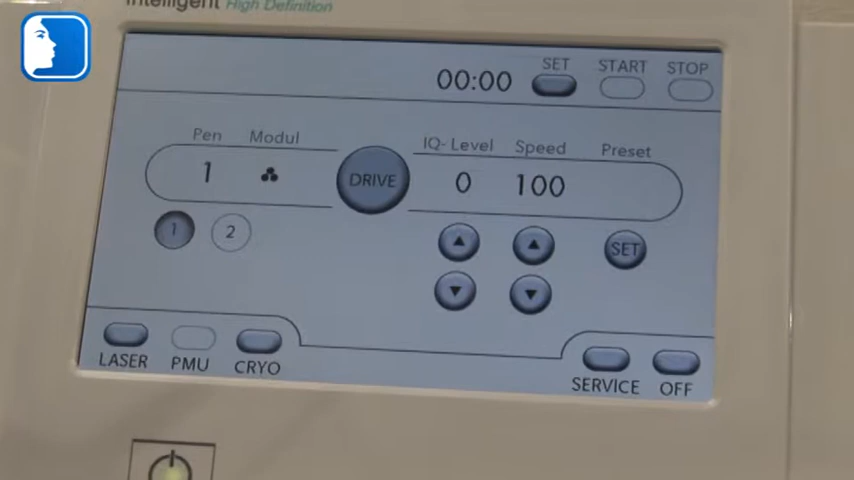 Intelligent High Definition
00:00 SET START STOP
Pen Modul IQ- Level Speed Preset
1 DRIVE 0 100
1 2 SET
LASER PMU CRYO SERVICE OFF